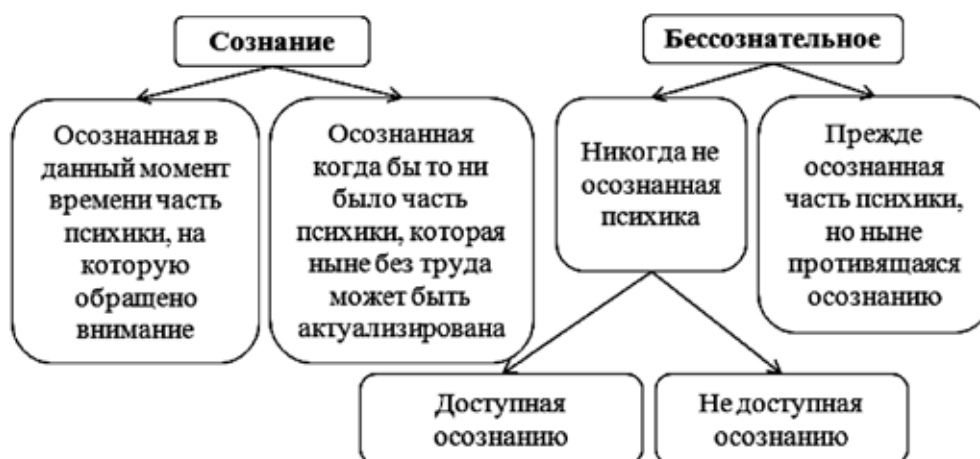 Сознание
Осознанная в
данный момент
времени часть
психики, на
которую
обращено
внимание
Осознанная
когда бы то ни
было часть
психики, которая
ныне без труда
может быть
актуализирована
Бессознательное
Никогда не
осознанная
психика
Прежде
осознанная
часть психики,
но ныне
противящаяся
осознанию
Доступная
осознанию
Не доступная
осознанию